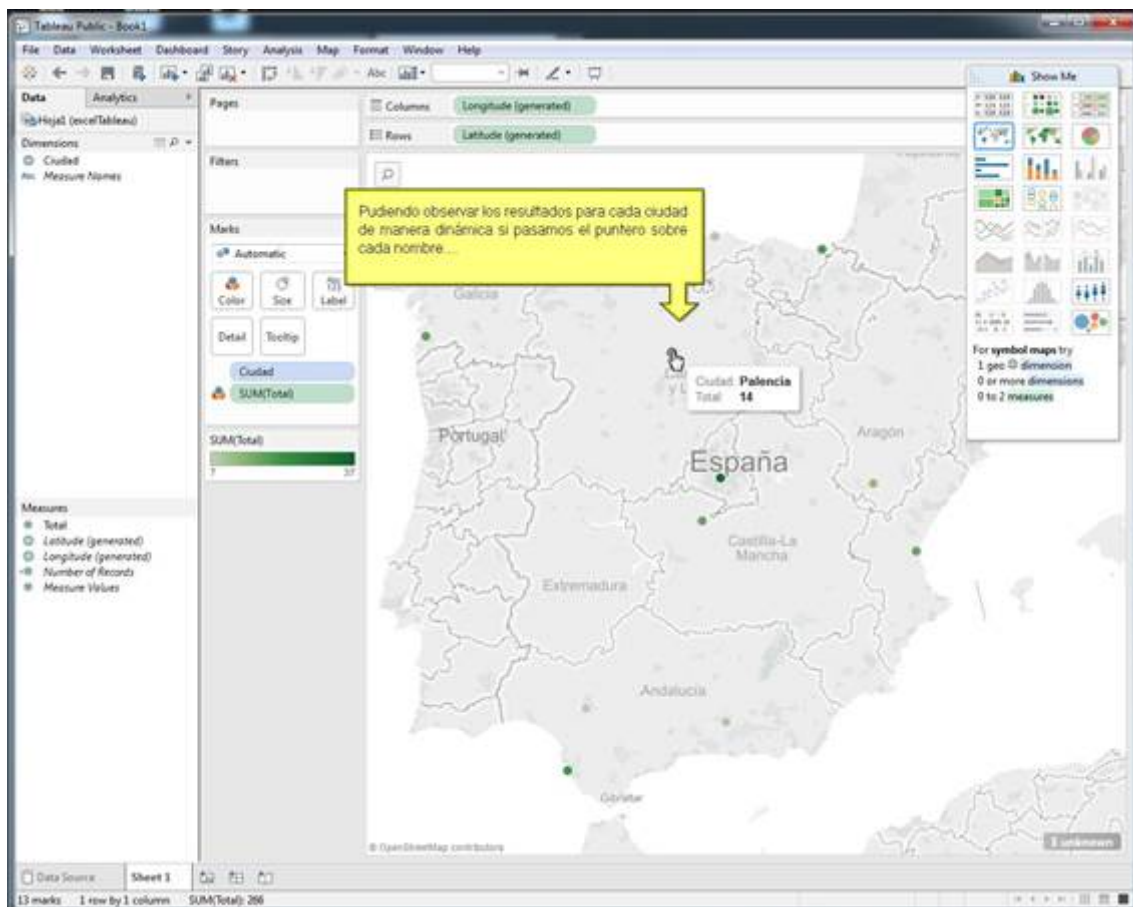 Tableau Public - Book1
File Data Worksheet Dashboard Story Analysis Map Format Window Help
Abc
Show Me
Data Analytics
Hoja1 (excelTableau)
Dimensions
Ciudad
Abc Measure Names
Measures
Total
Latitude (generated)
Longitude (generated)
Number of Records
Measure Values
Pages
Filters
Marks
Automatic
Color Size Label
Detail Tooltip
Ciudad
SUM(Total)
SUM(Total)
7 37
Columns Longitude (generated)
Rows Latitude (generated)
Pudiendo observar los resultados para cada ciudad
de manera dinámica si pasamos el puntero sobre
cada nombre...
Galicia
y L
Ciudad Palencia
Total 14
Portugal
España
Aragón
Castilla-La
Mancha
Extremadura
Andalucía
Gibraltar
© OpenStreetMap contributors
1 unknown
For symbol maps try
1 geo dimension
0 or more dimensions
0 to 2 measures
Data Source Sheet 1
13 marks 1 row by 1 column SUM(Total): 266